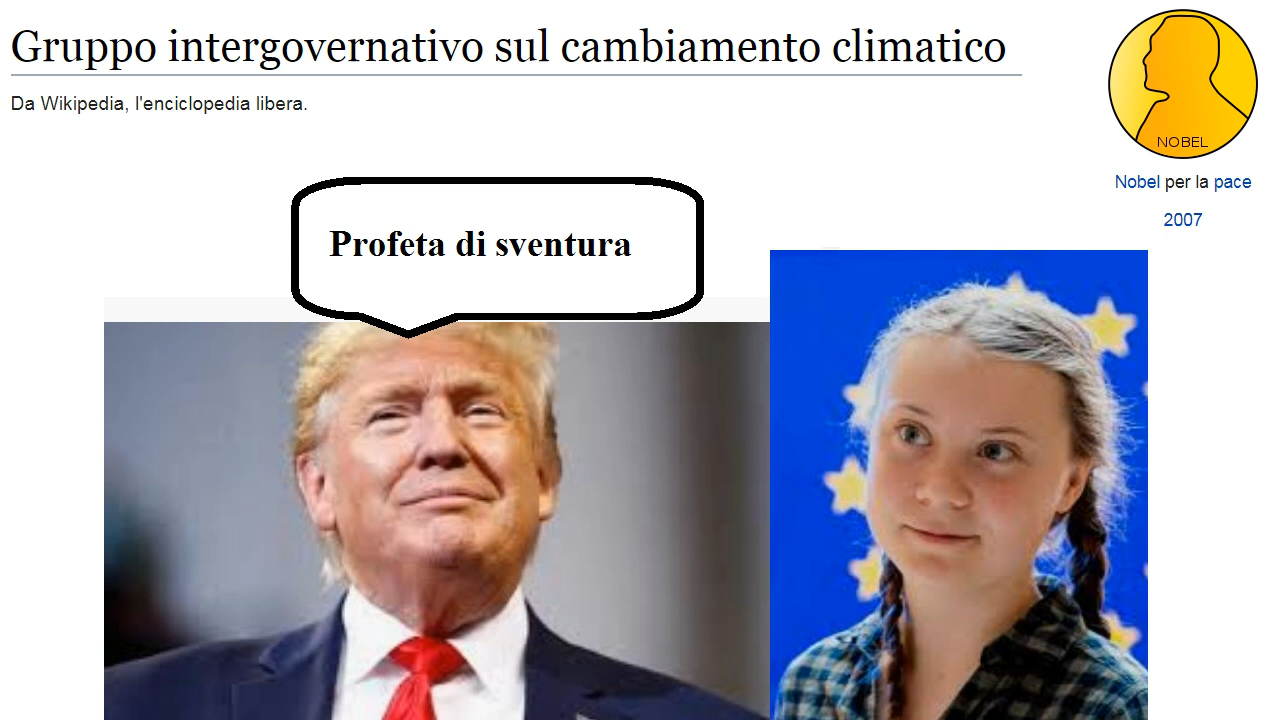 Gruppo intergovernativo sul cambiamento climatico
Da Wikipedia, l'enciclopedia libera.
NOBEL
Nobel per la pace
2007
Profeta di sventura